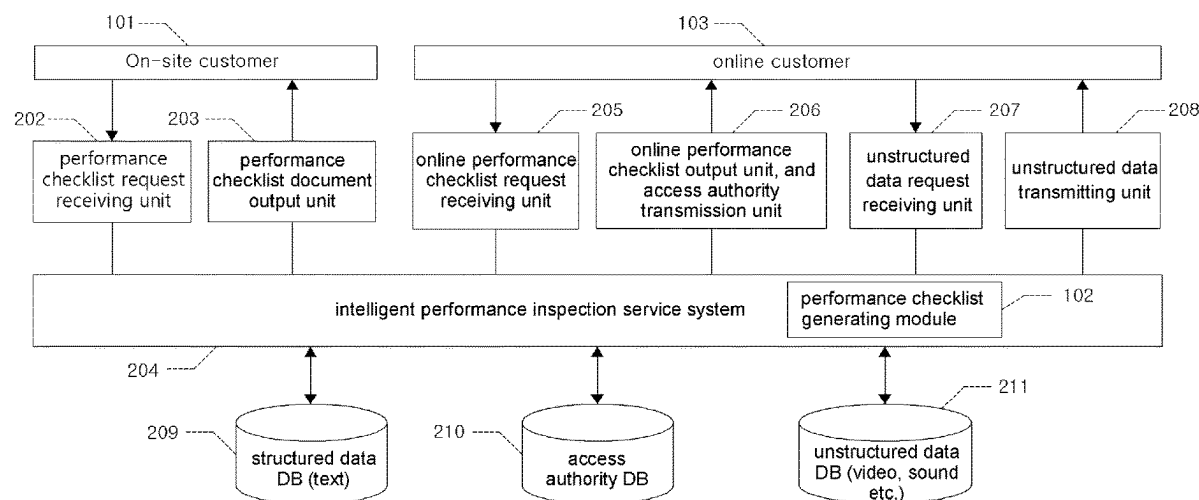 101
103
On-site customer
online customer
202
203
205
206
207
208
performance
checklist request
receiving unit
performance
checklist document
output unit
online performance
checklist request
receiving unit
online performance
checklist output unit, and
access authority
transmission unit
unstructured
data request
receiving unit
unstructured data
transmitting unit
intelligent performance inspection service system
performance checklist
generating module
102
204
209
210
211
structured data
DB (text)
access
authority DB
unstructured data
DB (video, sound
etc,)